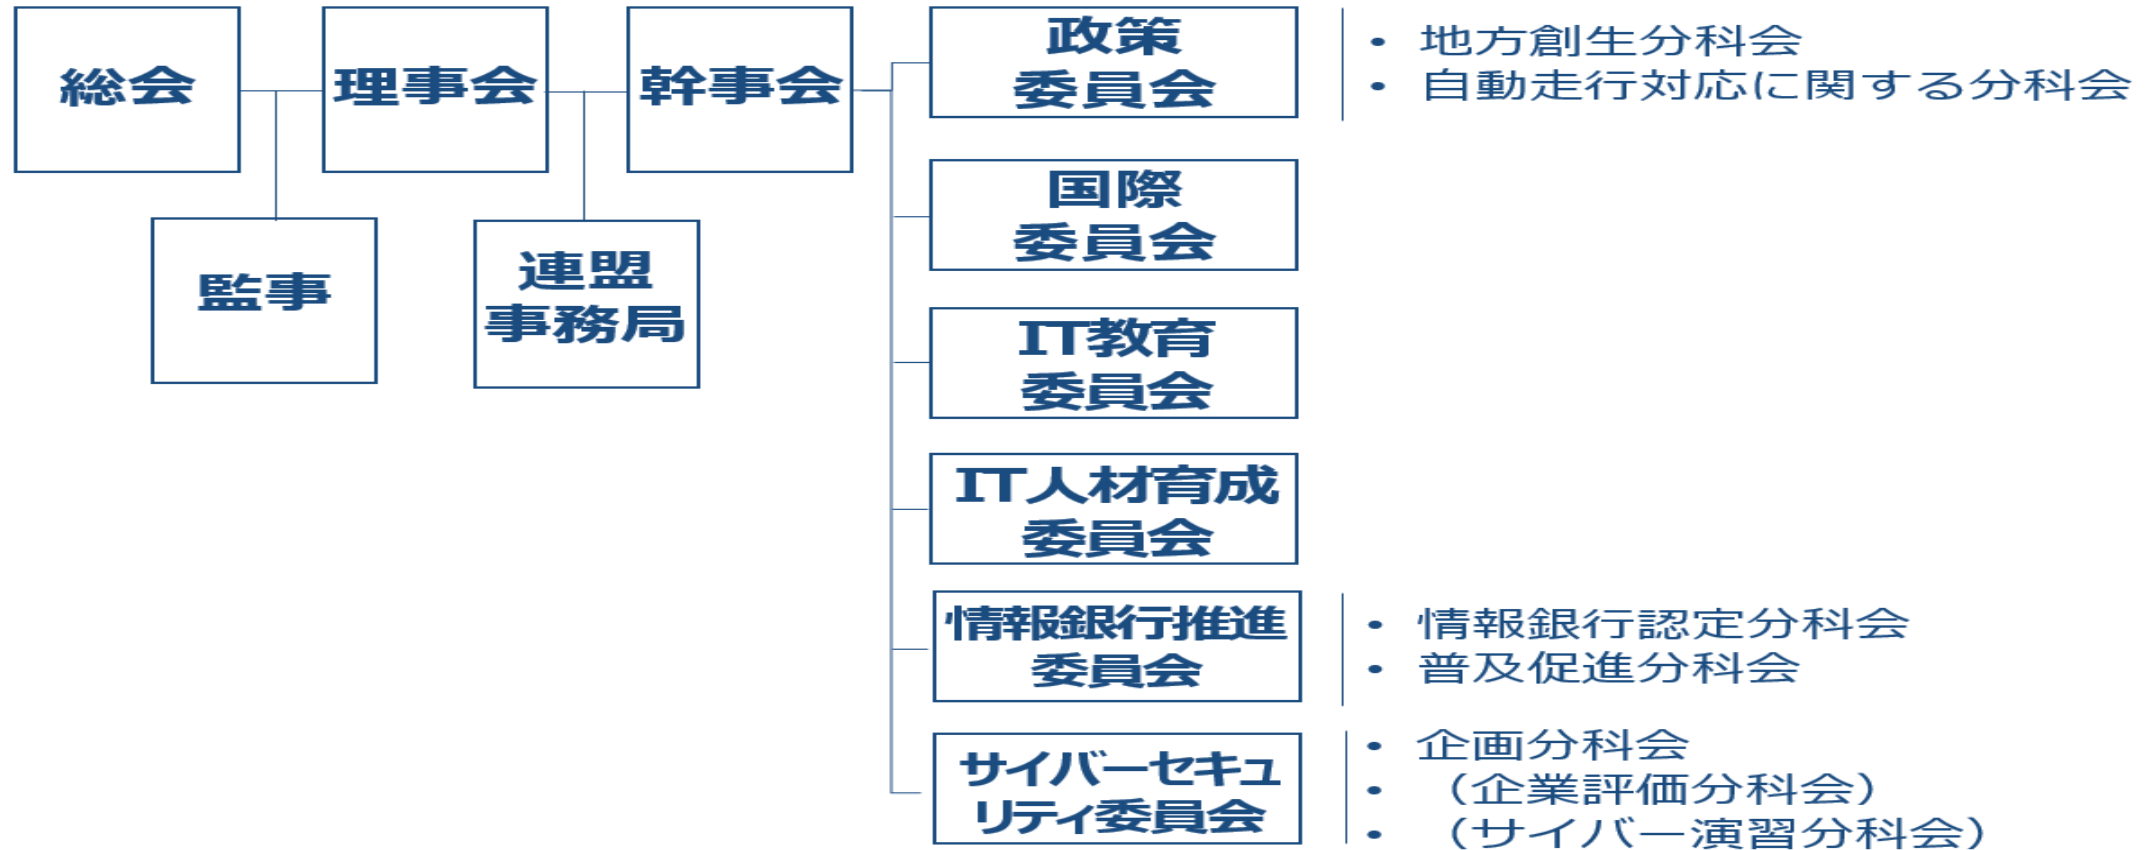 総会
理事会
幹事会
監事
連盟
事務局
政策
委員会
• 地方創生分科会
• 自動走行対応に関する分科会
国際
委員会
IT教育
委員会
IT人材育成
委員会
情報銀行推進
委員会
• 情報銀行認定分科会
• 普及促進分科会
サイバーセキュ
リティ委員会
• 企画分科会
• （企業評価分科会）
• （サイバー演習分科会）